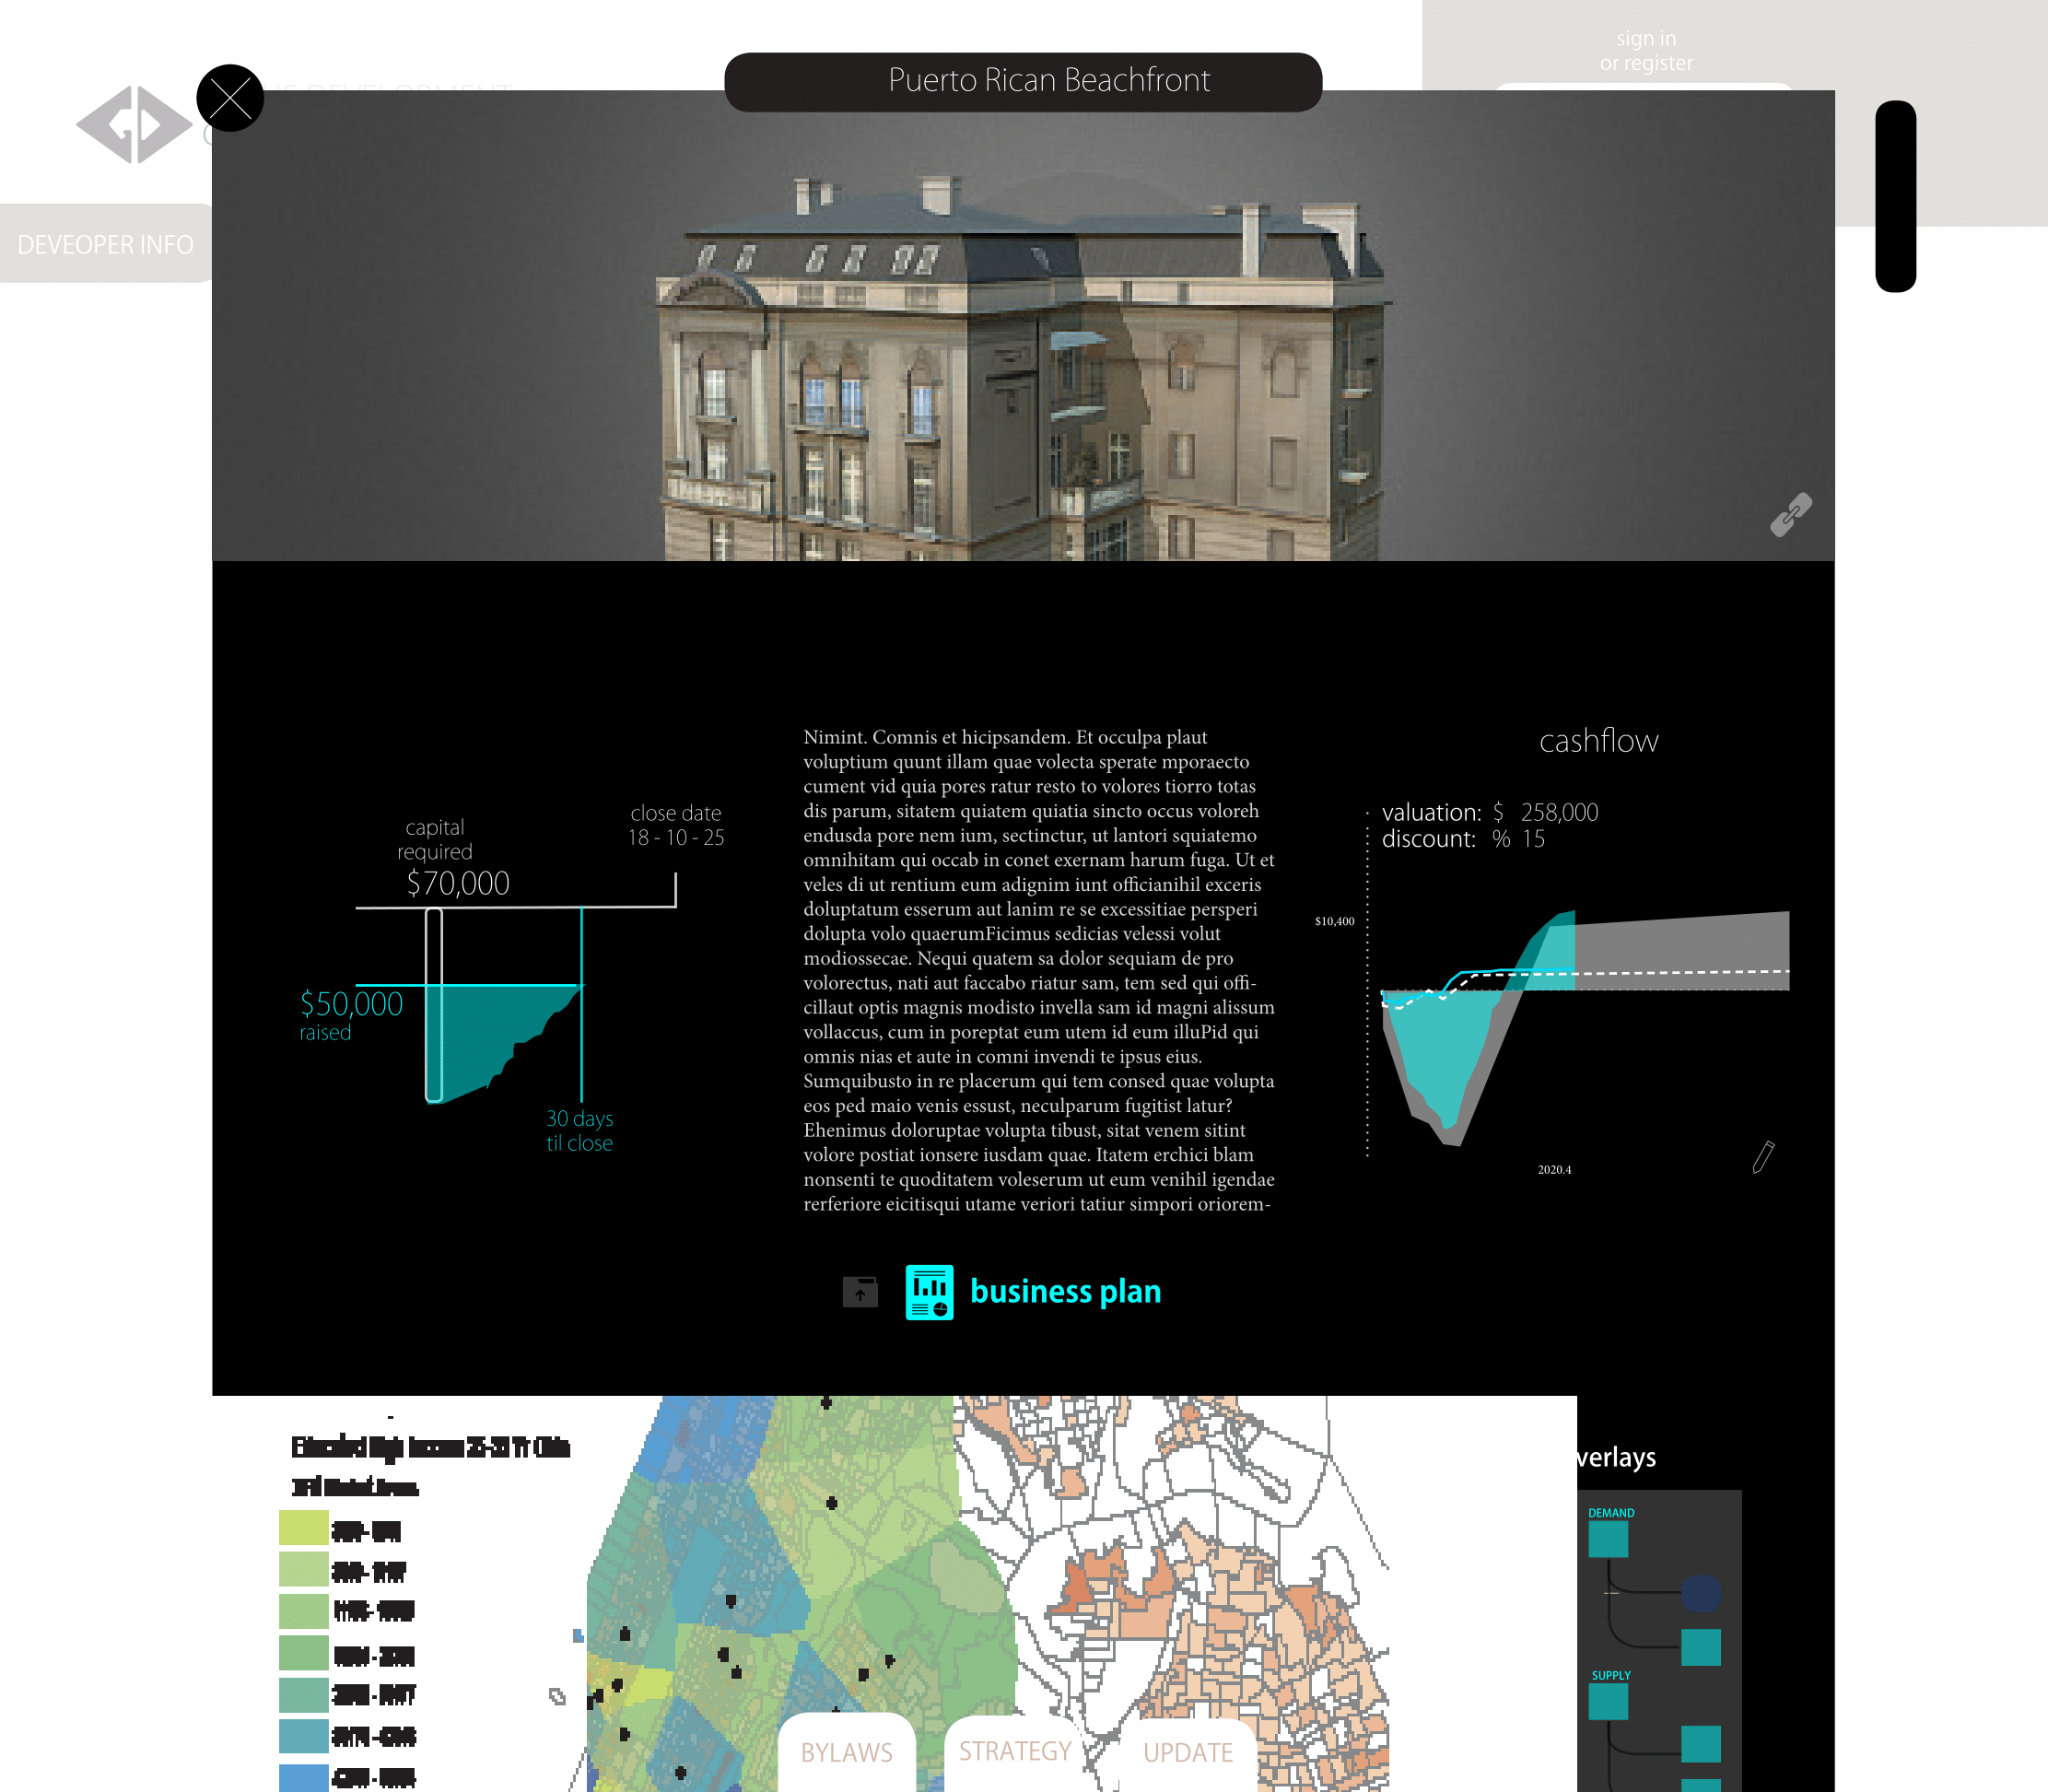 sign in
or register
Puerto Rican Beachfront
DEVEOPER INFO
capital
required
$70,000
close date
18 - 10 - 25
$50,000
raised
30 days
til close
Nimint. Comnis et hicipsandem. Et occulpa plaut
voluptium quunt illam quae volecta sperate mporaecto
cument vid quia pores ratur resto to volores tiorro totas
dis parum, sitatem quiatem quiatia sincto occus voloreh
endusda pore nem ium, sectinctur, ut lantori squiatemo
omnihitam qui occab in conet exernam harum fuga. Ut et
veles di ut rentium eum adignim iunt officianihil exceris
doluptatum esserum aut lanim re se excessitiae persperi
dolupta volo quaerumFicimus sedicias velessi volut
modiossecae. Nequi quatem sa dolor sequiam de pro
volorectus, nati aut faccabo riatur sam, tem sed qui offi-
cillaut optis magnis modisto invella sam id magni alissum
vollaccus, cum in poreptat eum utem id eum illuPid qui
omnis nias et aute in comni invendi te ipsus eius.
Sumquibusto in re placerum qui tem consed quae volupta
eos ped maio venis essust, neculparum fugitist latur?
Ehenimus doloruptae volupta tibust, sitat venem sitint
volore postiat ionsere iusdam quae. Itatem erchici blam
nonsenti te quoditatem voleserum ut eum venihil igendae
rerferiore eicitisqui utame veriori tatiur simpori oriorem-
cashflow
valuation: $ 258,000
discount: % 15
$10,400
2020.4
business plan
verlays
DEMAND
SUPPLY
BYLAWS
STRATEGY
UPDATE